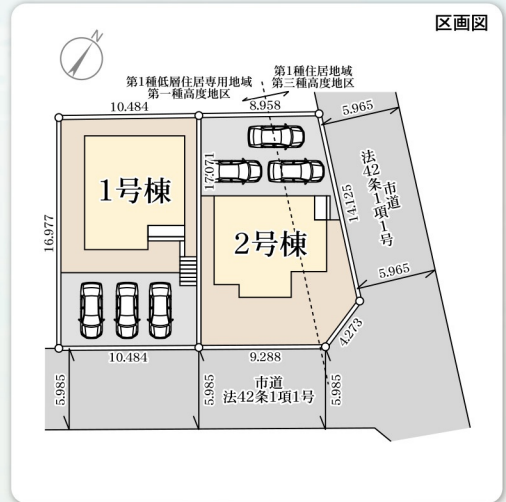 区画図
N
第1種低層住居専用地域
第一種高度地区
第1種住居地域
第三種高度地区
10.484
8.958
5.965
1号棟
17.071
市道
法42条1項1号
14.125
16.977
2号棟
5.965
4.273
10.484
9.288
5.985
5.985
市道
法42条1項1号
5.985